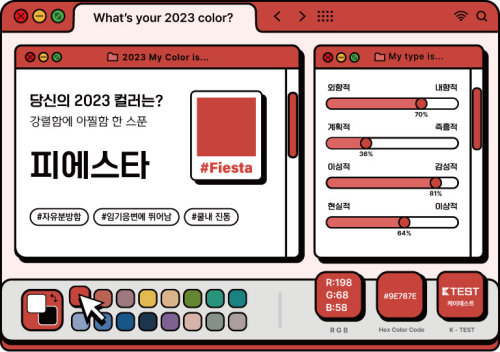 What's your 2023 color?
2023 My Color is...
당신의 2023 컬러는?
강렬함에 아찔함 한 스푼
피에스타
#Fiesta
#자유분방함 #임기응변에 뛰어남 #쿨내 진동
My type is...
외향적 내향적
70%
계획적 즉흥적
36%
이성적 감성적
81%
현실적 이상적
64%
R:198
G:68
B:58
R G B
#9E787E
Hex Color Code
K TEST
케이테스트
K - TEST